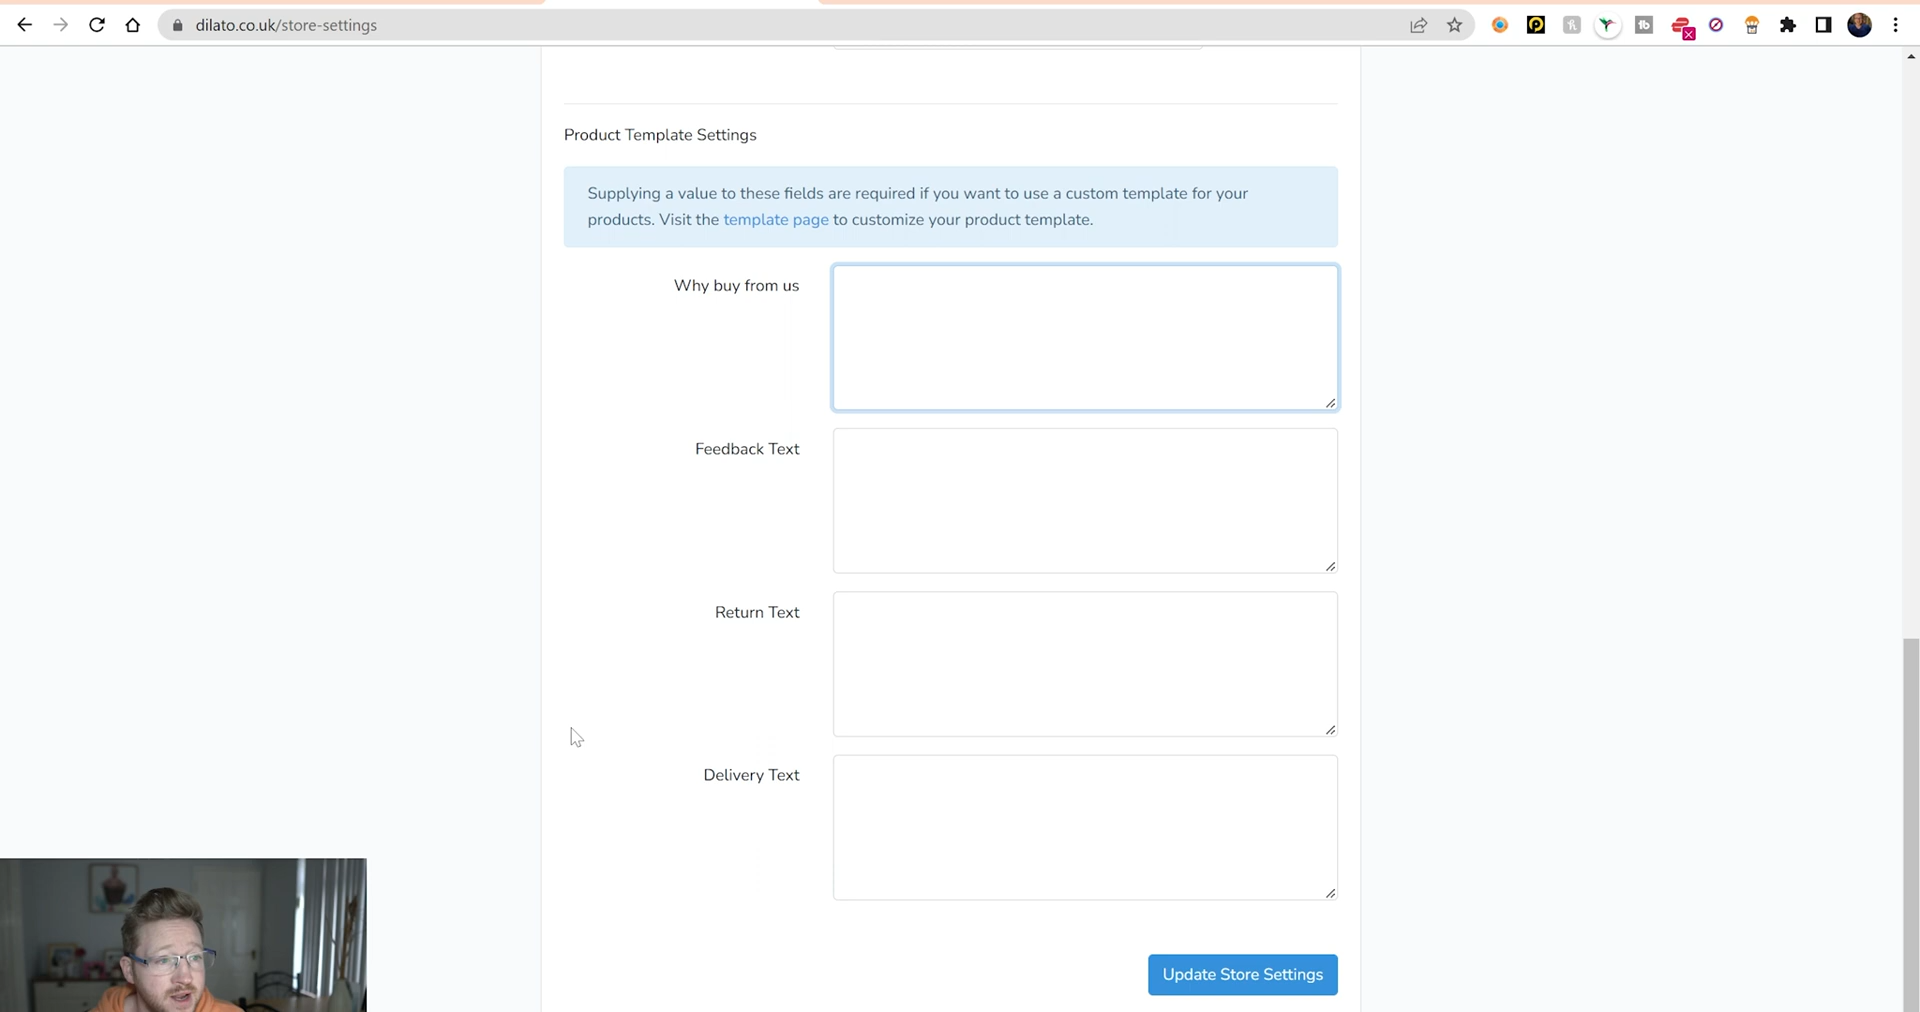 dilato.co.uk/store-settings
Product Template Settings
Supplying a value to these fields are required if you want to use a custom template for your
products. Visit the template page to customize your product template.
Why buy from us
Feedback Text
Return Text
Delivery Text
Update Store Settings